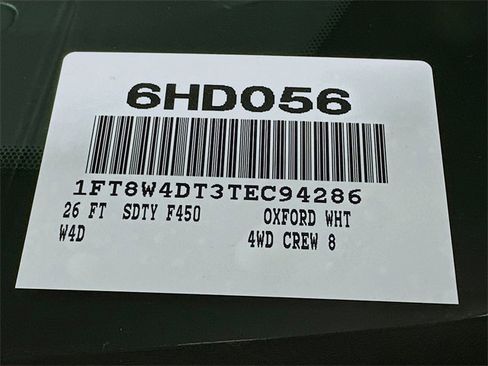 6HD056
1FT8W4DT3TEC94286
26 FT SDTY F450 OXFORD WHT
W4D 4WD CREW 8